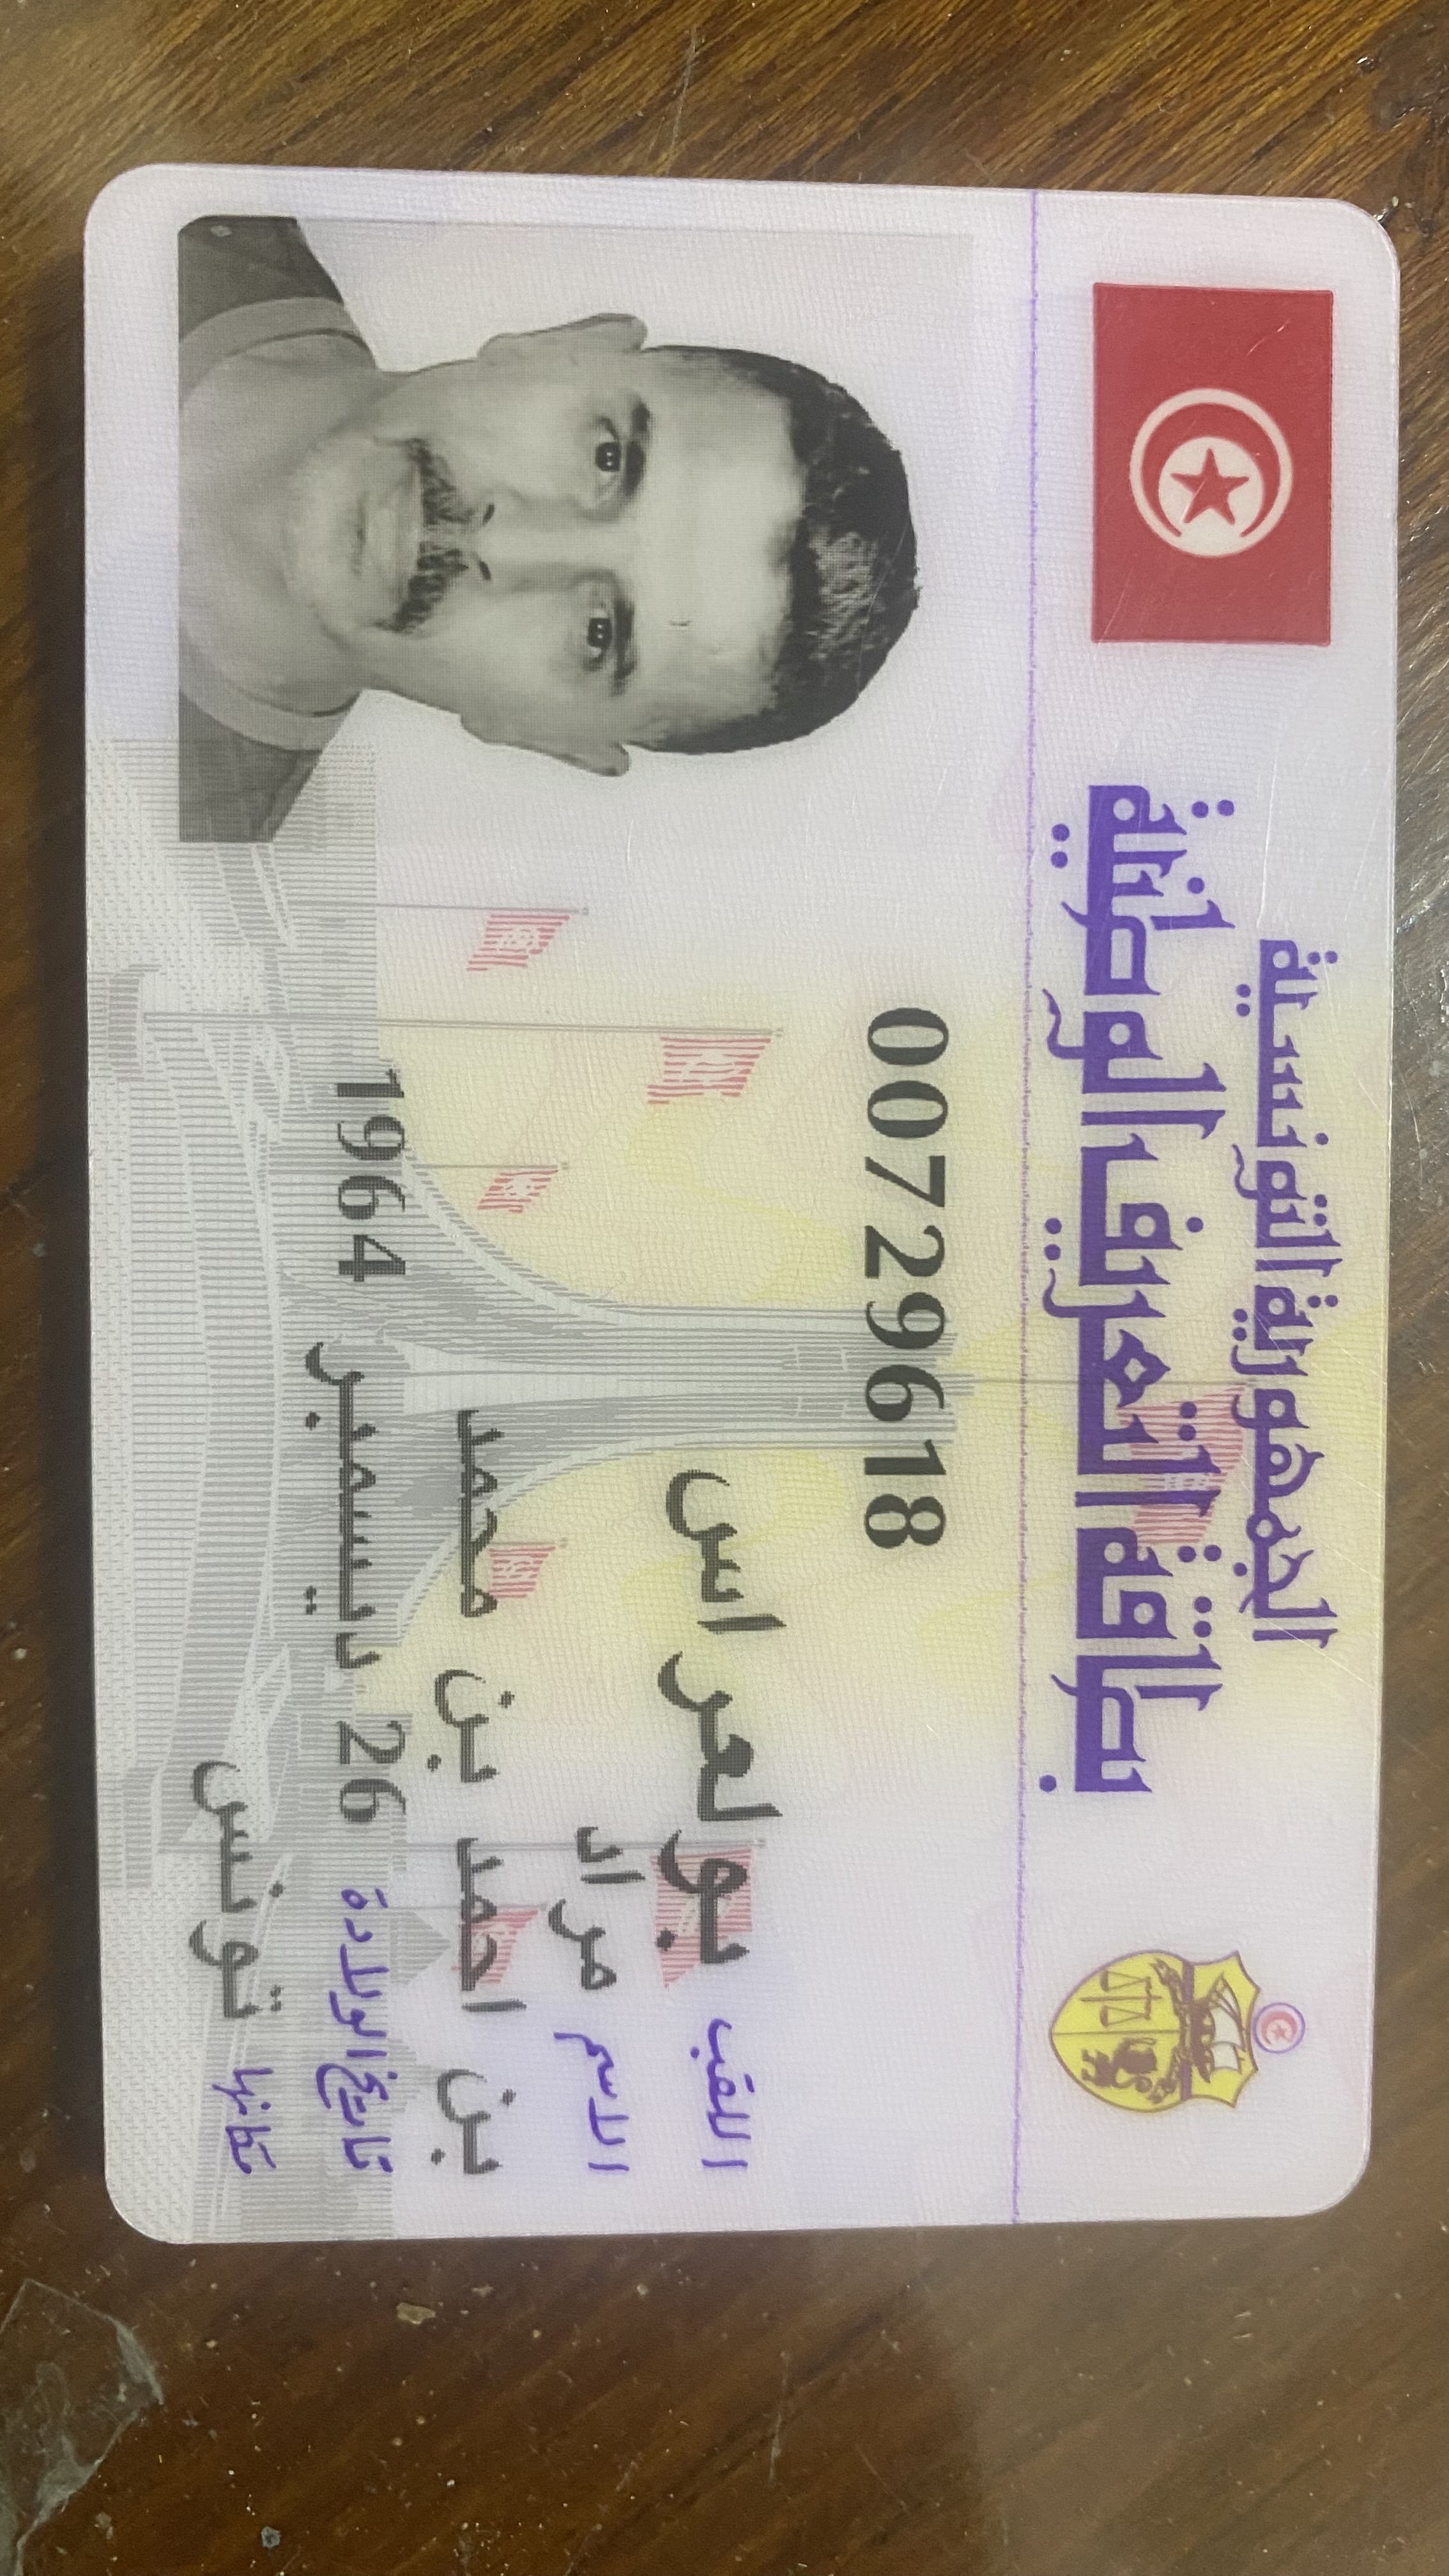 الجمهورية التونسية
بطاقة التعريف الوطنية
00729618
اللقب بولعراس
الاسم مراد
بن احمد بن محمد
تاريخ الولادة 26 ديسمبر 1964
مكانها تونس